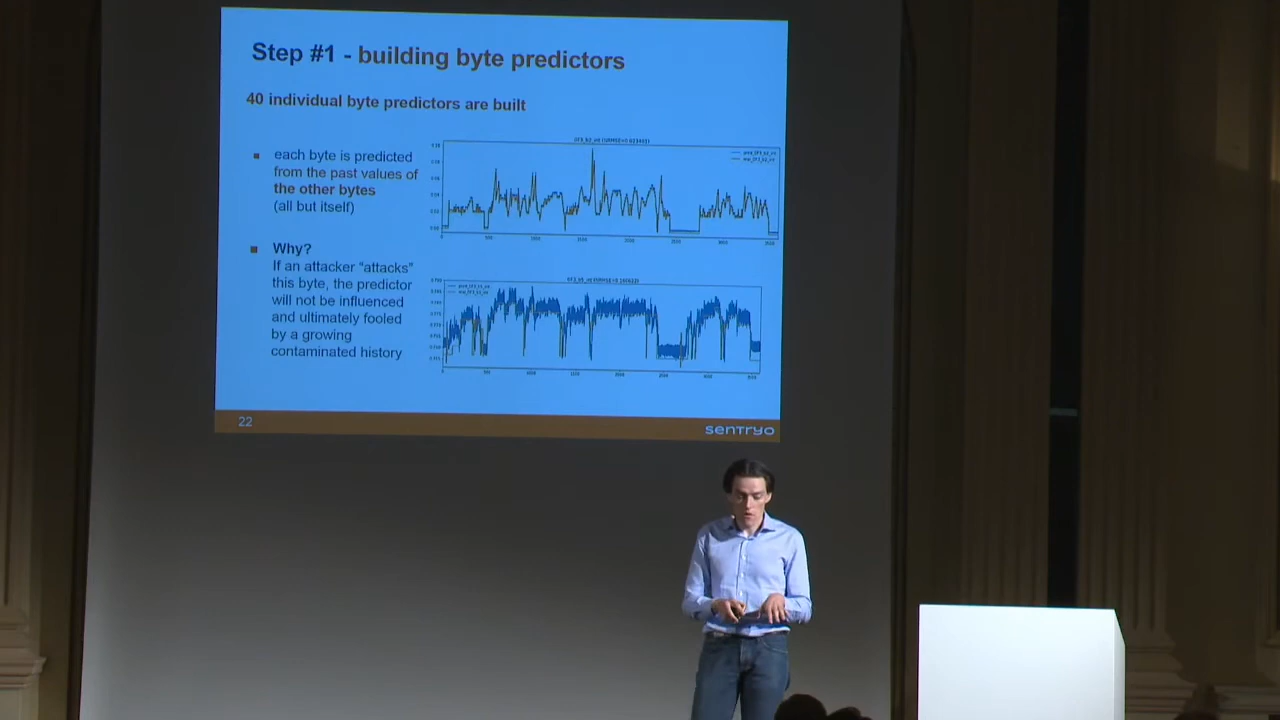 Step #1 - building byte predictors
40 individual byte predictors are built
each byte is predicted
from the past values of
the other bytes
(all but itself)
Why?
If an attacker “attacks”
this byte, the predictor
will not be influenced
and ultimately fooled
by a growing
contaminated history
22
sentryo